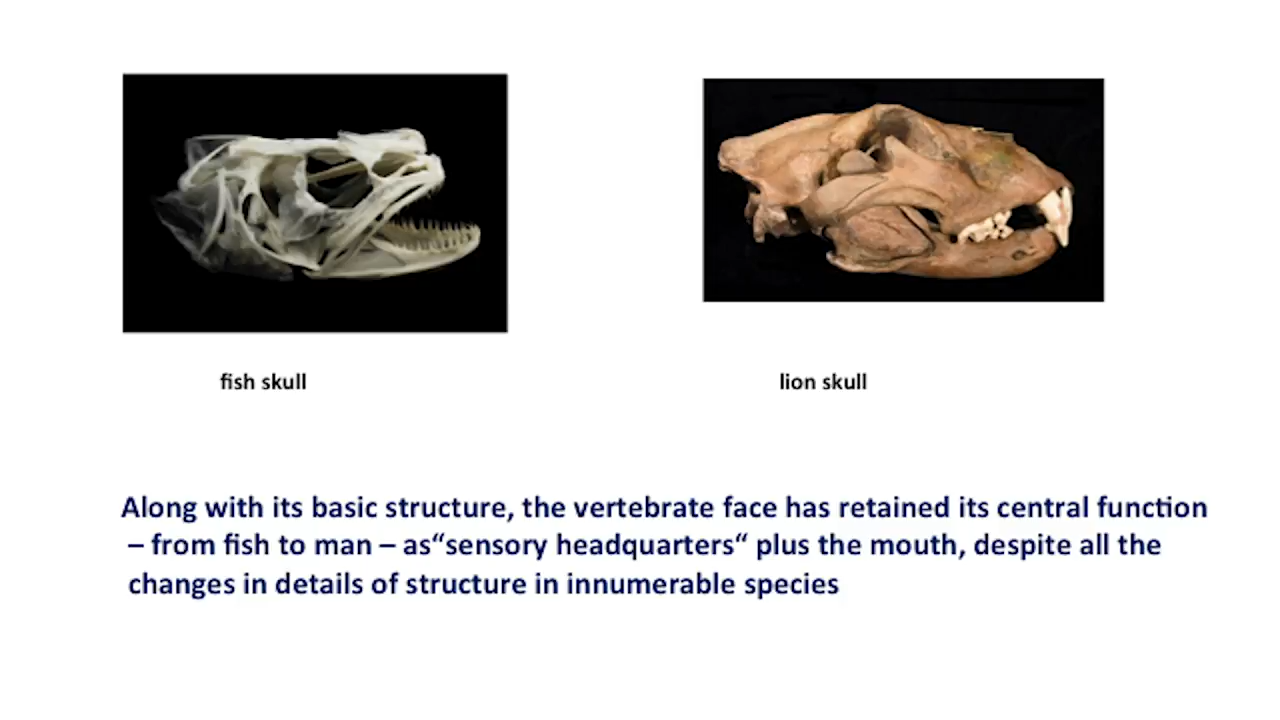 fish skull
lion skull
Along with its basic structure, the vertebrate face has retained its central function
– from fish to man – as“sensory headquarters“ plus the mouth, despite all the
changes in details of structure in innumerable species